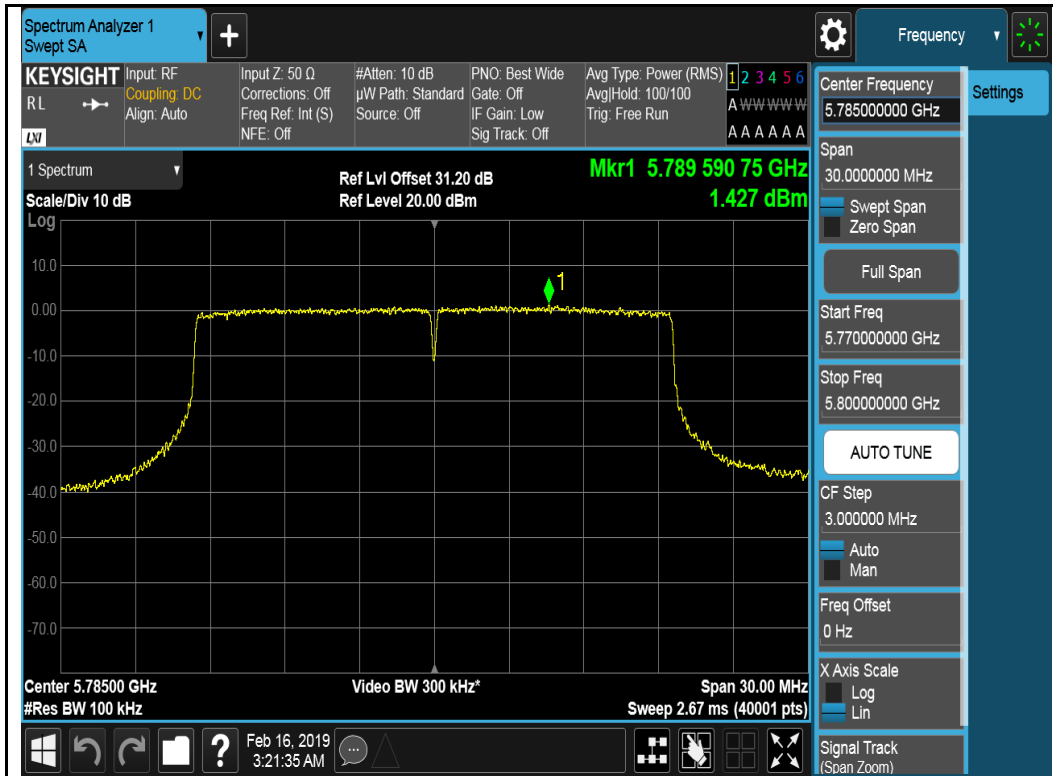 Spectrum Analyzer 1
Swept SA
+
Frequency
KEYSIGHT
RL
LXI
Input: RF
Coupling: DC
Align: Auto
Input Z: 50 Ω
Corrections: Off
Freq Ref: Int (S)
NFE: Off
#Atten: 10 dB
µW Path: Standard
Source: Off
PNO: Best Wide
Gate: Off
IF Gain: Low
Sig Track: Off
Avg Type: Power (RMS)
Avg|Hold: 100/100
Trig: Free Run
1 2 3 4 5 6
A W W W W W
A A A A A A
1 Spectrum
Scale/Div 10 dB
Ref Lvl Offset 31.20 dB
Ref Level 20.00 dBm
Mkr1 5.789 590 75 GHz
1.427 dBm
Log
10.0
0.00
-10.0
-20.0
-30.0
-40.0
-50.0
-60.0
-70.0
1
Center 5.78500 GHz
#Res BW 100 kHz
Video BW 300 kHz*
Span 30.00 MHz
Sweep 2.67 ms (40001 pts)
Center Frequency
5.785000000 GHz
Span
30.0000000 MHz
Swept Span
Zero Span
Full Span
Start Freq
5.770000000 GHz
Stop Freq
5.800000000 GHz
AUTO TUNE
CF Step
3.000000 MHz
Auto
Man
Freq Offset
0 Hz
X Axis Scale
Log
Lin
Signal Track
(Span Zoom)
Settings
?
Feb 16, 2019
3:21:35 AM